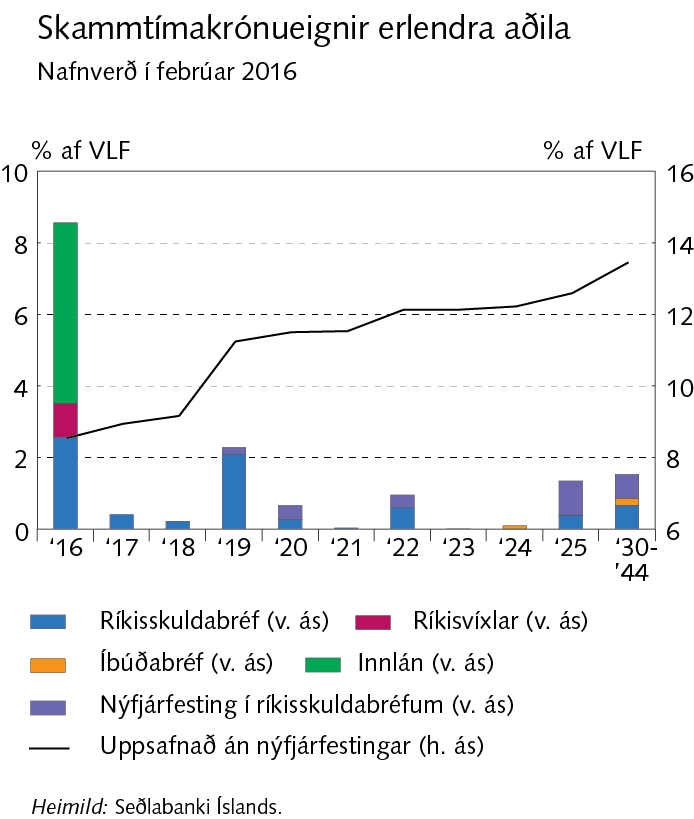 Skammtímakrónueignir erlendra aðila
Nafnverð í febrúar 2016
% af VLF % af VLF
10 16
8 14
6 12
4 10
2 8
0 6
‘16 ‘17 ‘18 ‘19 ‘20 ‘21 ‘22 ‘23 ‘24 ‘25 ‘30-
’44
Ríkisskuldabréf (v. ás) Ríkisvíxlar (v. ás)
Íbúðabréf (v. ás) Innlán (v. ás)
Nýfjárfesting í ríkisskuldabréfum (v. ás)
Uppsafnað án nýfjárfestingar (h. ás)
Heimild: Seðlabanki Íslands.